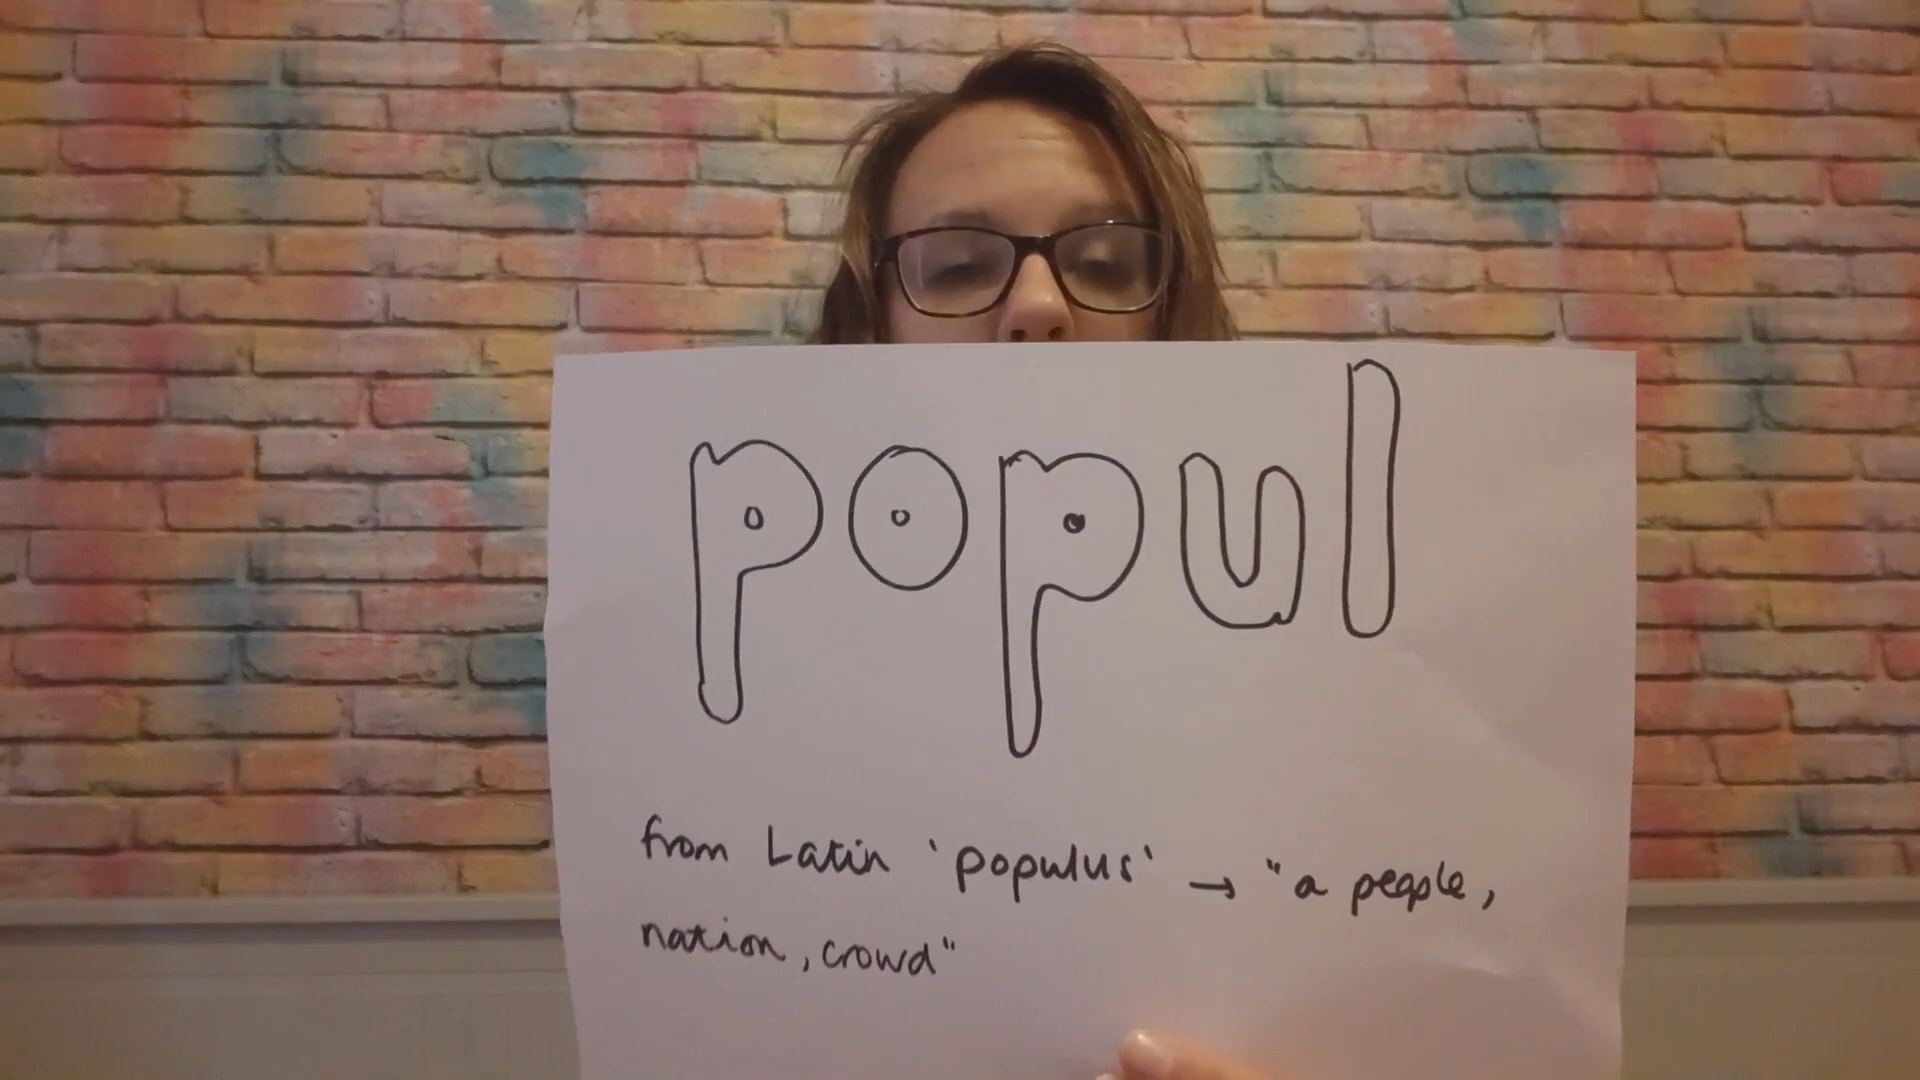 popul
from Latin 'populus' → "a people,
nation, crowd"